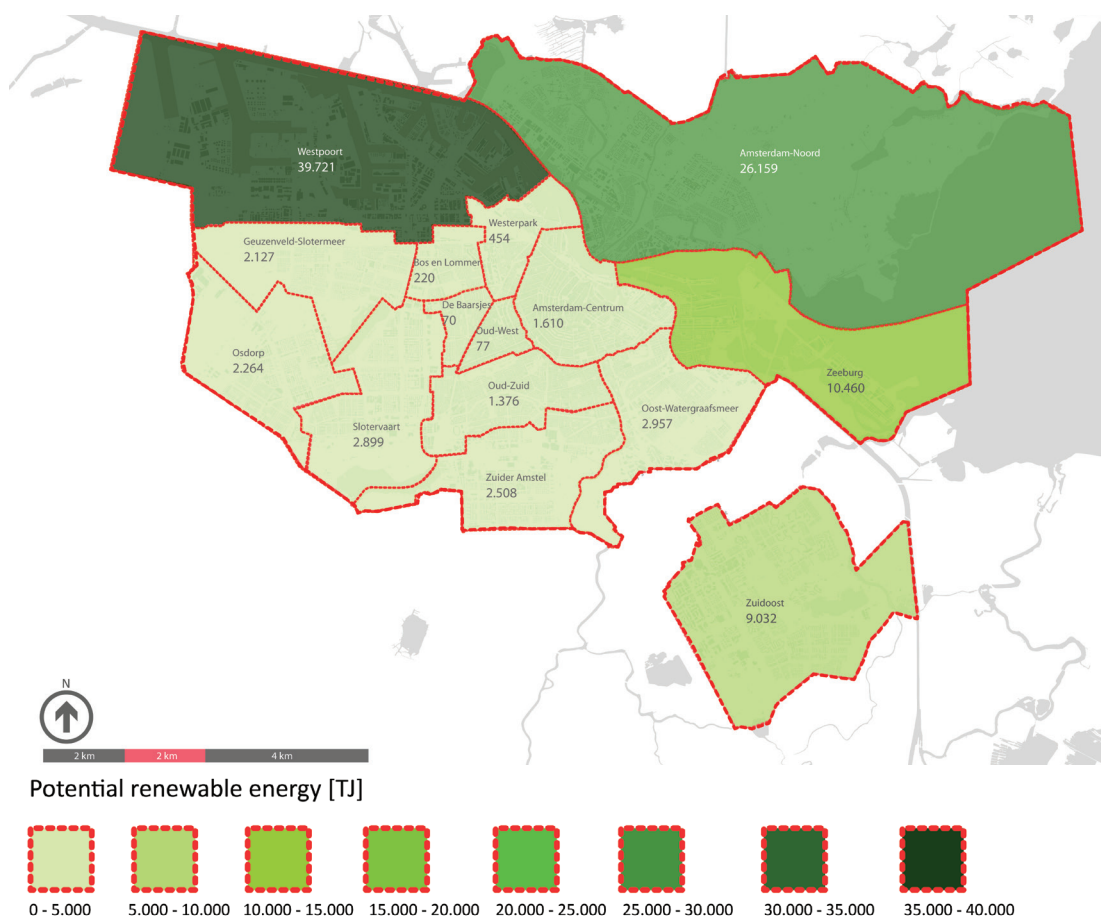 Westpoort
39.721
Amsterdam-Noord
26.159
Westerpark
454
Geuzenveld-Slotermeer
2.127
Bos en Lommer
220
De Baarsjes
70
Oud-West
77
Amsterdam-Centrum
1.610
Osdorp
2.264
Oud-Zuid
1.376
Zeeburg
10.460
Slotervaart
2.899
Oost-Watergraafsmeer
2.957
Zuider Amstel
2.508
Zuidoost
9.032
N
2 km 2 km 4 km
Potential renewable energy [TJ]
0 - 5.000 5.000 - 10.000 10.000 - 15.000 15.000 - 20.000 20.000 - 25.000 25.000 - 30.000 30.000 - 35.000 35.000 - 40.000